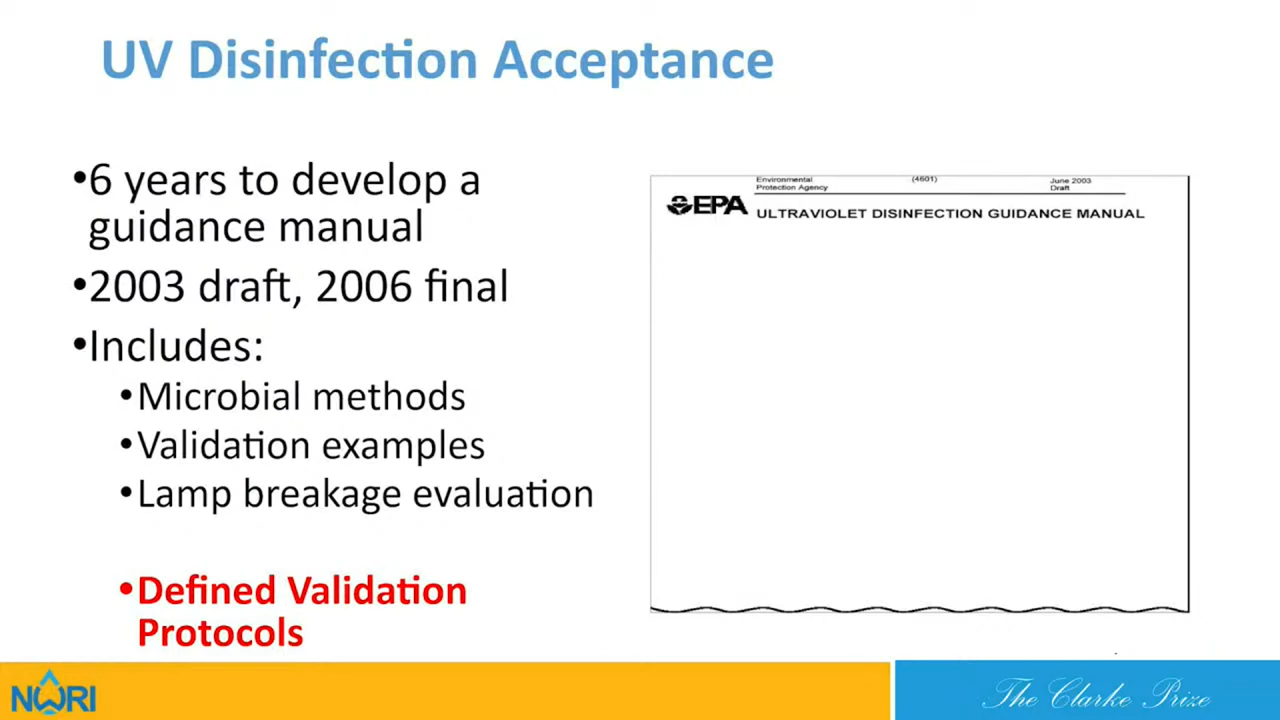 UV Disinfection Acceptance
•6 years to develop a
guidance manual
•2003 draft, 2006 final
•Includes:
•Microbial methods
•Validation examples
•Lamp breakage evaluation
•Defined Validation
Protocols
Environmental
Protection Agency
(4601)
June 2003
Draft
EPA
ULTRAVIOLET DISINFECTION GUIDANCE MANUAL
NWRI
The Clarke Prize